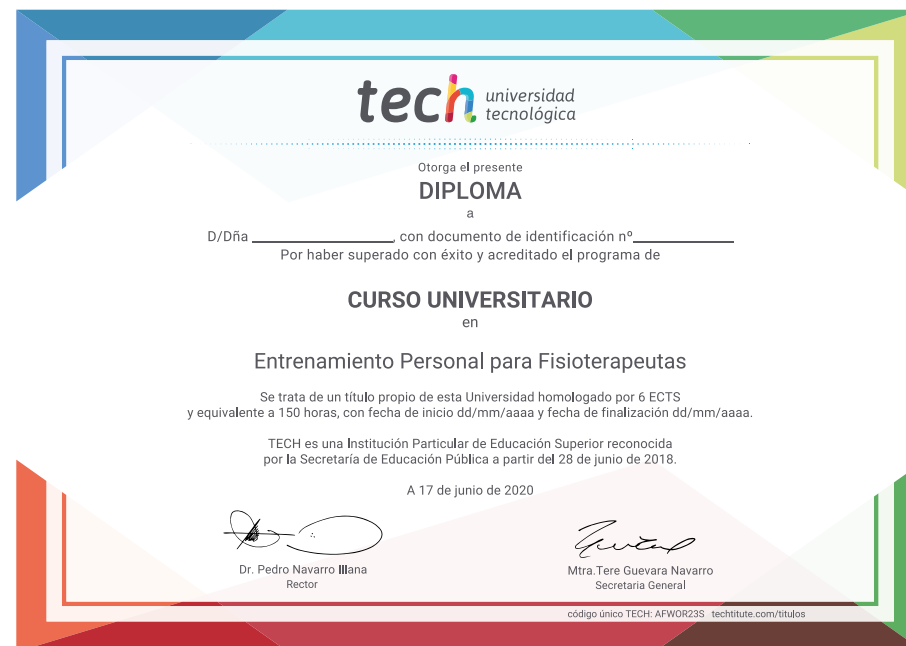 tech universidad
tecnológica
Otorga el presente
DIPLOMA
a
D/Dña ________________, con documento de identificación nº____________
Por haber superado con éxito y acreditado el programa de
CURSO UNIVERSITARIO
en
Entrenamiento Personal para Fisioterapeutas
Se trata de un título propio de esta Universidad homologado por 6 ECTS
y equivalente a 150 horas, con fecha de inicio dd/mm/aaaa y fecha de finalización dd/mm/aaaa.
TECH es una Institución Particular de Educación Superior reconocida
por la Secretaría de Educación Pública a partir del 28 de junio de 2018.
A 17 de junio de 2020
Dr. Pedro Navarro Illana
Rector
Mtra.Tere Guevara Navarro
Secretaria General
código único TECH: AFWOR23S techtitute.com/titulos